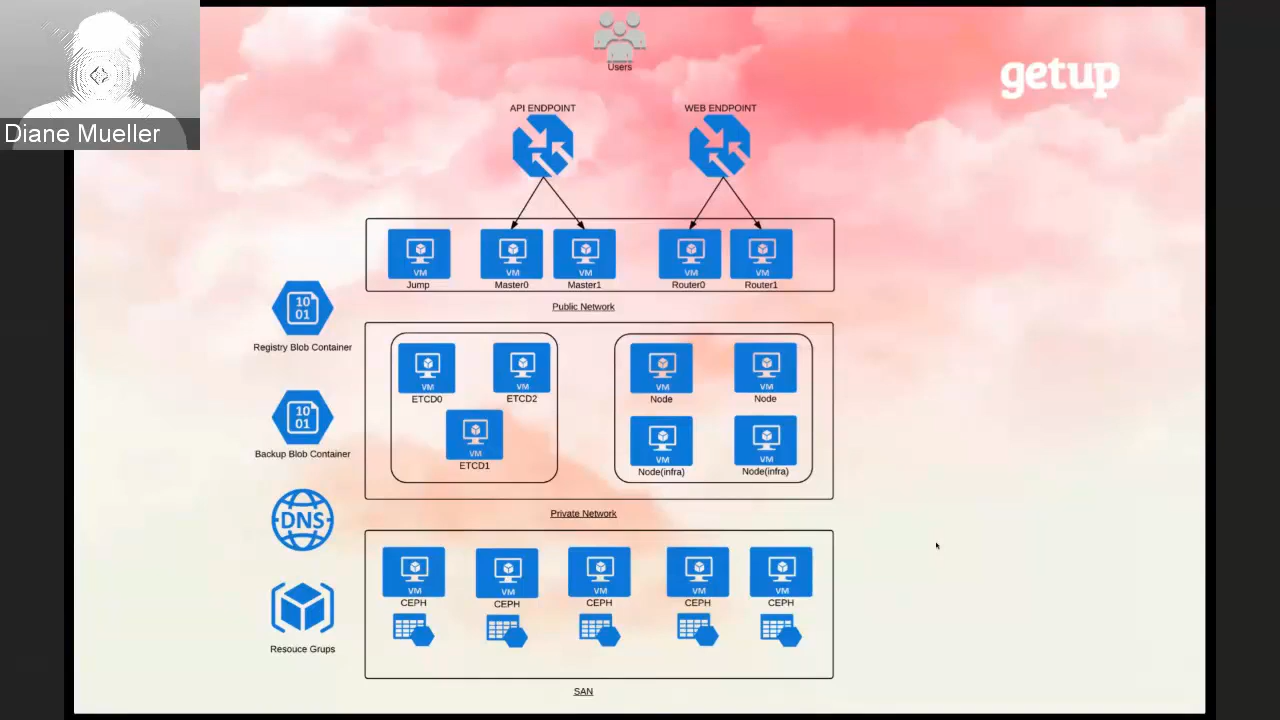 Diane Mueller
Users
getup
API ENDPOINT
WEB ENDPOINT
VM
VM
VM
VM
VM
Jump
Master0
Master1
Router0
Router1
Public Network
10
01
Registry Blob Container
VM
VM
VM
VM
ETCD0
ETCD2
Node
Node
10
01
VM
VM
VM
Backup Blob Container
ETCD1
Node(infra)
Node(infra)
DNS
Private Network
VM
VM
VM
VM
VM
CEPH
CEPH
CEPH
CEPH
CEPH
Resouce Grups
SAN